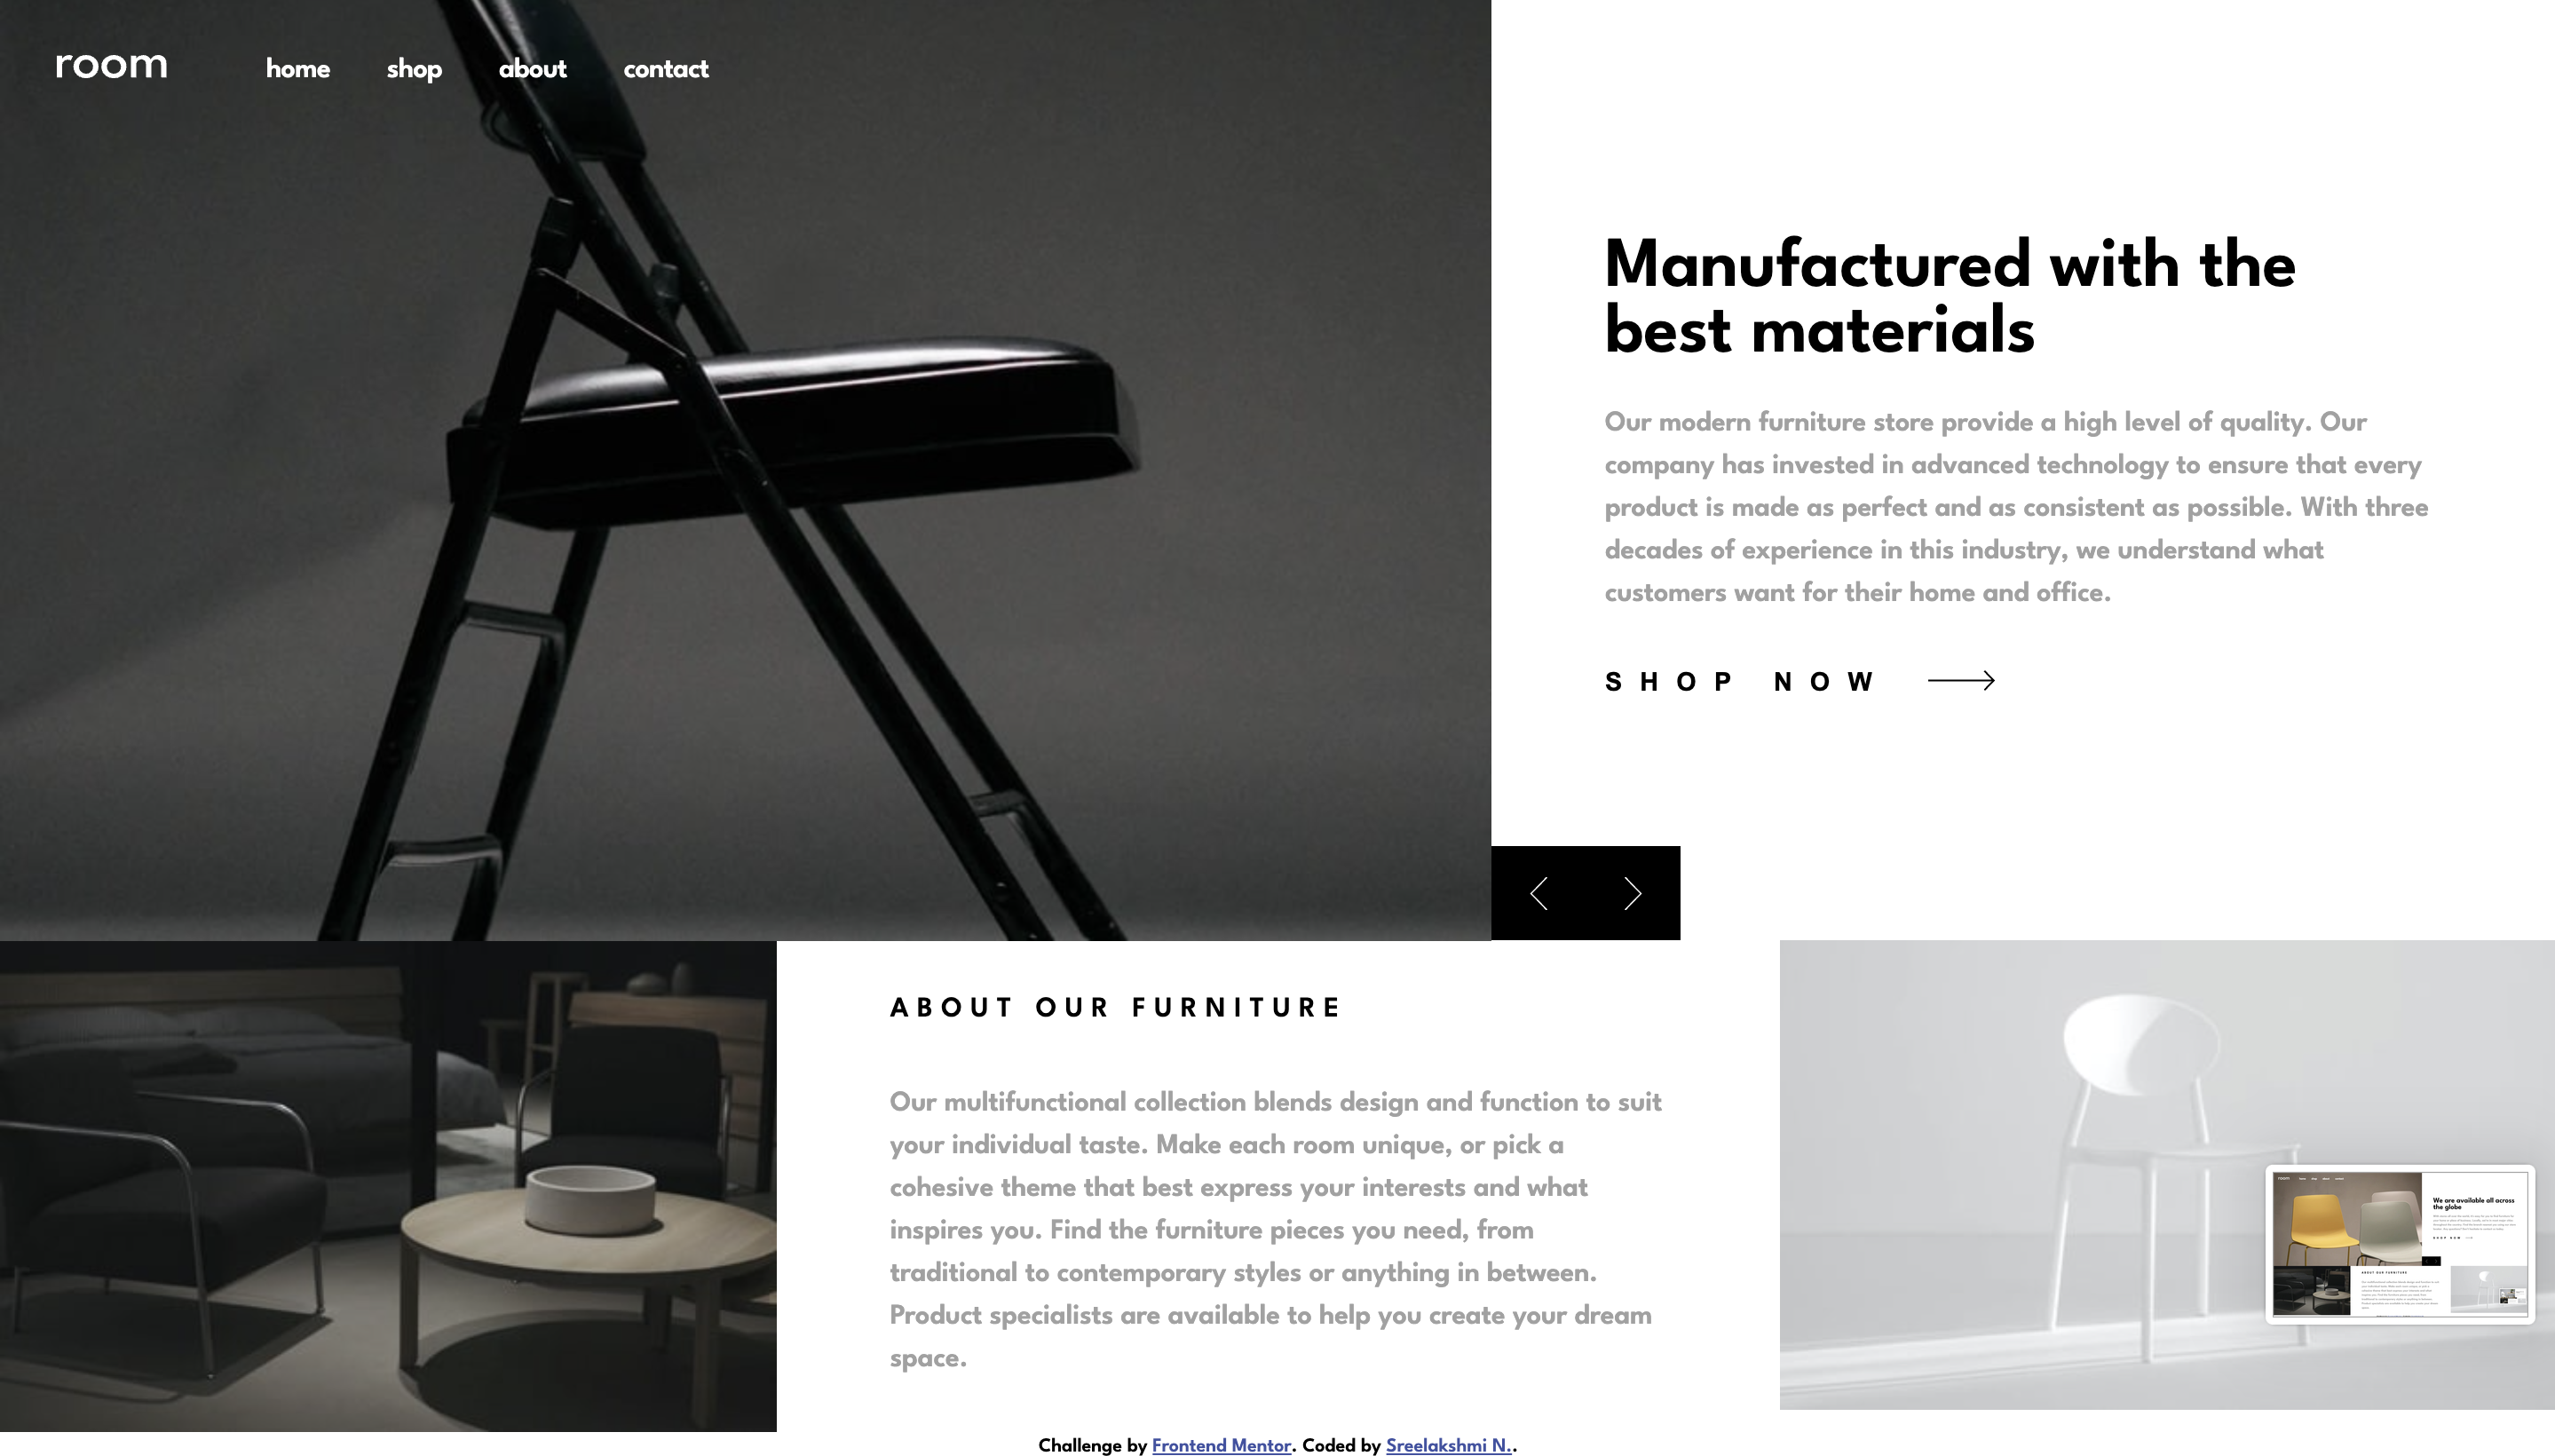 room
home shop about contact
Manufactured with the
best materials
Our modern furniture store provide a high level of quality. Our
company has invested in advanced technology to ensure that every
product is made as perfect and as consistent as possible. With three
decades of experience in this industry, we understand what
customers want for their home and office.
SHOP NOW
ABOUT OUR FURNITURE
Our multifunctional collection blends design and function to suit
your individual taste. Make each room unique, or pick a
cohesive theme that best express your interests and what
inspires you. Find the furniture pieces you need, from
traditional to contemporary styles or anything in between.
Product specialists are available to help you create your dream
space.
room
We are available all across
the globe
SHOP NOW
ABOUT OUR FURNITURE
Challenge by Frontend Mentor. Coded by Sreelakshmi N..